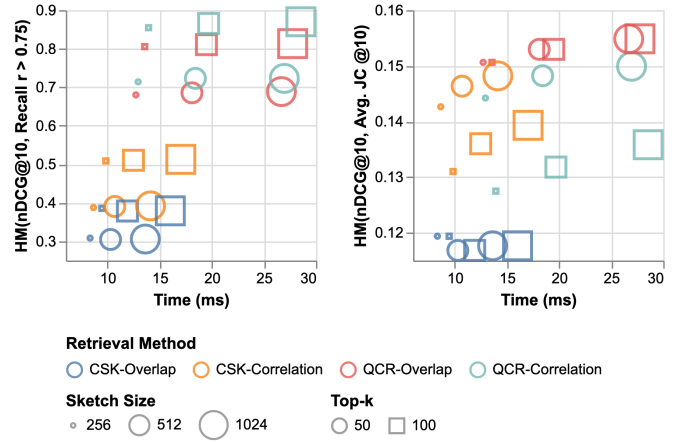 HM(nDCG@10, Recall r > 0.75)
0.9
0.8
0.7
0.6
0.5
0.4
0.3
10 15 20 25 30
Time (ms)
HM(nDCG@10, Avg. JC @10)
0.16
0.15
0.14
0.13
0.12
10 15 20 25 30
Time (ms)
Retrieval Method
CSK-Overlap CSK-Correlation QCR-Overlap QCR-Correlation
Sketch Size Top-k
256 512 1024 50 100